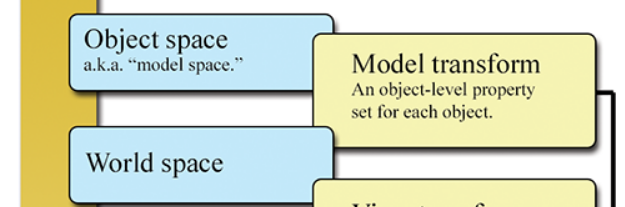 Object space
a.k.a. “model space.”
Model transform
An object-level property
set for each object.
World space